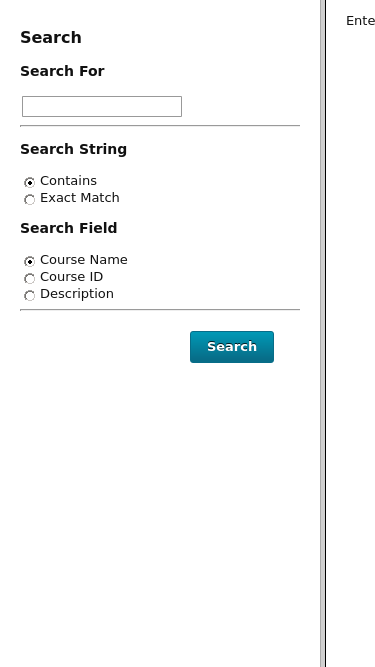 Search
Search For
Search String
Contains
Exact Match
Search Field
Course Name
Course ID
Description
Search
Ente